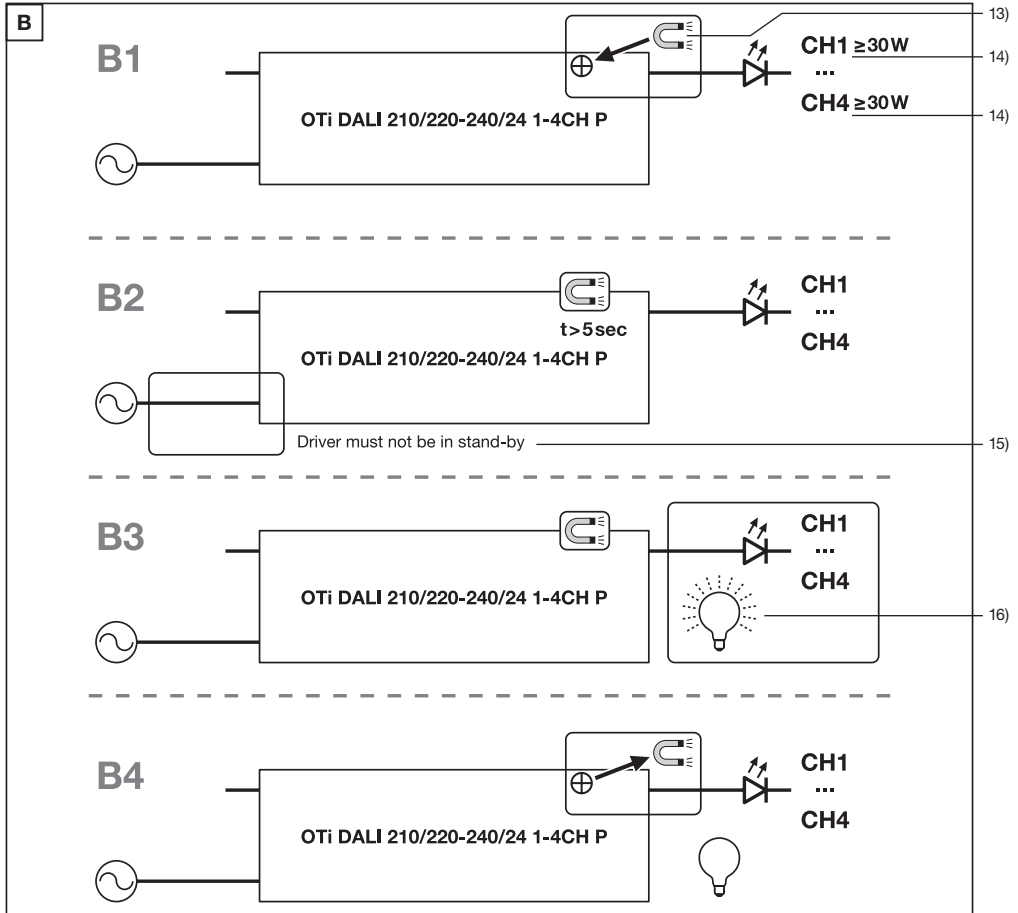 B
13)
B1
CH1 ≥30W
14)
...
CH4 ≥30W
14)
OTi DALI 210/220-240/24 1-4CH P
B2
CH1
...
t>5sec
CH4
OTi DALI 210/220-240/24 1-4CH P
Driver must not be in stand-by
15)
B3
CH1
...
CH4
OTi DALI 210/220-240/24 1-4CH P
16)
B4
CH1
...
CH4
OTi DALI 210/220-240/24 1-4CH P